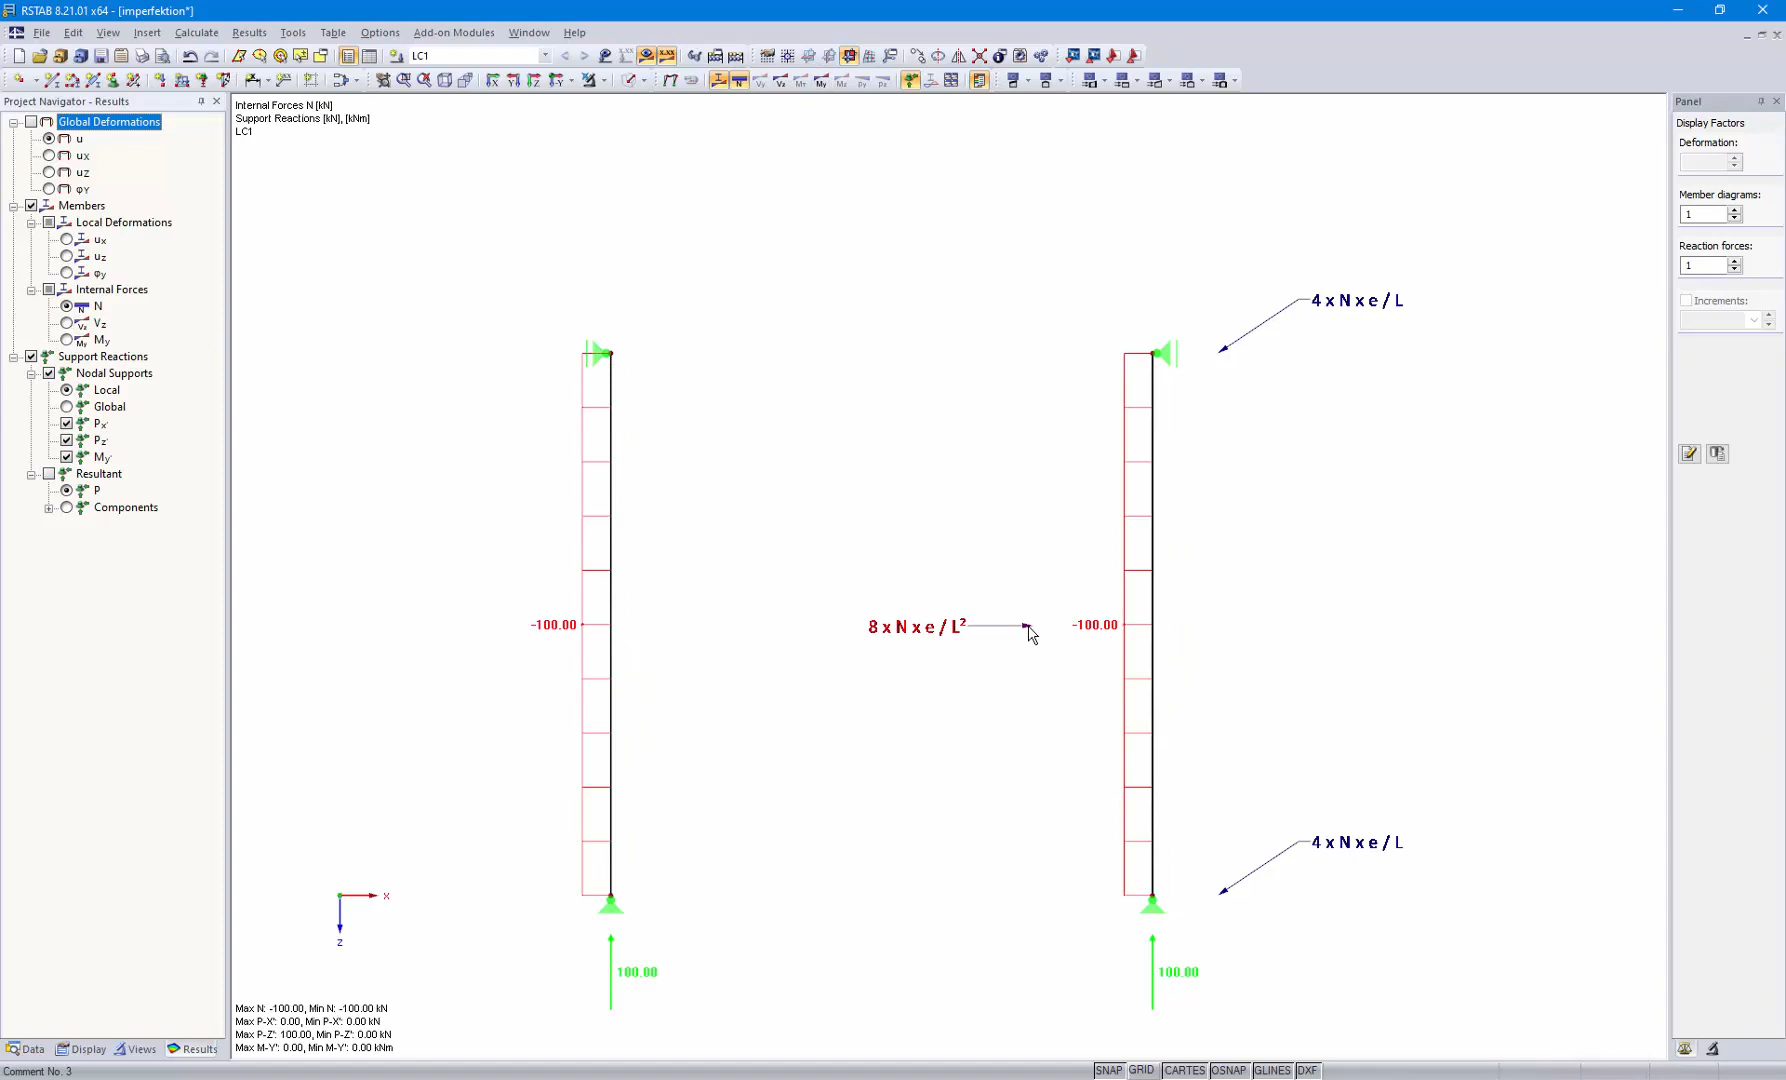 RSTAB 8.21.01 x64 - [imperfektion*]
File Edit View Insert Calculate Results Tools Table Options Add-on Modules Window Help
LC1
Project Navigator - Results
Global Deformations
u
uX
uZ
φY
Members
Local Deformations
ux
uz
φy
Internal Forces
N
Vz
My
Support Reactions
Nodal Supports
Local
Global
Px'
Pz'
My'
Resultant
P
Components
Data Display Views Results
Internal Forces N [kN]
Support Reactions [kN], [kNm]
LC1
4 x N x e / L
-100.00
8 x N x e / L²
-100.00
4 x N x e / L
x
z
100.00
100.00
Max N: -100.00, Min N: -100.00 kN
Max P-X': 0.00, Min P-X': 0.00 kN
Max P-Z': 100.00, Min P-Z': 0.00 kN
Max M-Y': 0.00, Min M-Y': 0.00 kNm
Panel
Display Factors
Deformation:
Member diagrams:
1
Reaction forces:
1
Increments:
Comment No. 3
SNAP GRID CARTES OSNAP GLINES DXF